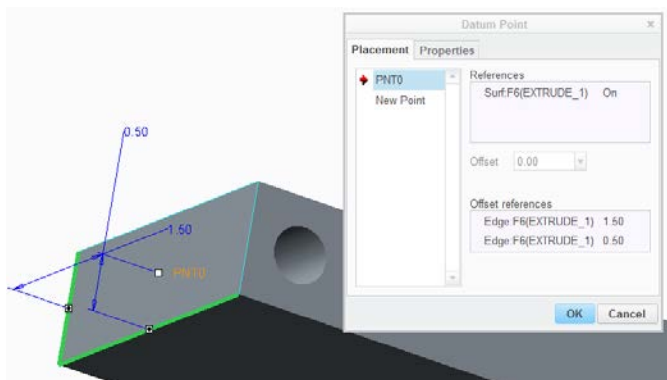 Datum Point
x
Placement Properties
PNT0
New Point
References
Surf:F6(EXTRUDE_1) On
Offset 0.00
Offset references
Edge:F6(EXTRUDE_1) 1.50
Edge:F6(EXTRUDE_1) 0.50
OK Cancel
0.50
1.50
PNT0